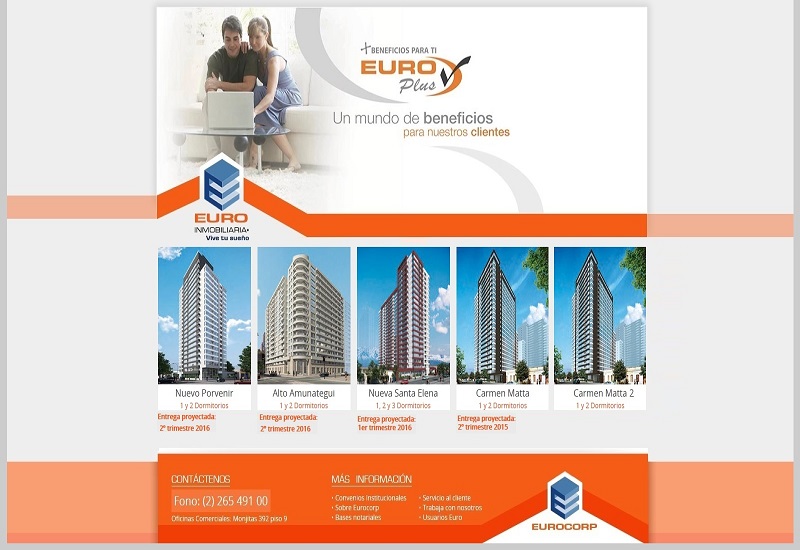 +BENEFICIOS PARA TI
EURO
Plus
Un mundo de beneficios
para nuestros clientes
EURO
INMOBILIARIA
Vive tu sueño
Nuevo Porvenir
1 y 2 Dormitorios
Entrega proyectada:
2º trimestre 2016
Alto Amunategui
1 y 2 Dormitorios
Entrega proyectada:
2º trimestre 2016
Nueva Santa Elena
1, 2 y 3 Dormitorios
Entrega proyectada:
1er trimestre 2016
Carmen Matta
1 y 2 Dormitorios
Entrega proyectada:
2º trimestre 2015
Carmen Matta 2
1 y 2 Dormitorios
CONTÁCTENOS
Fono: (2) 265 491 00
Oficinas Comerciales: Monjitas 392 piso 9
MÁS INFORMACIÓN
• Convenios Institucionales
• Sobre Eurocorp
• Bases notariales
• Servicio al cliente
• Trabaja con nosotros
• Usuarios Euro
EUROCORP